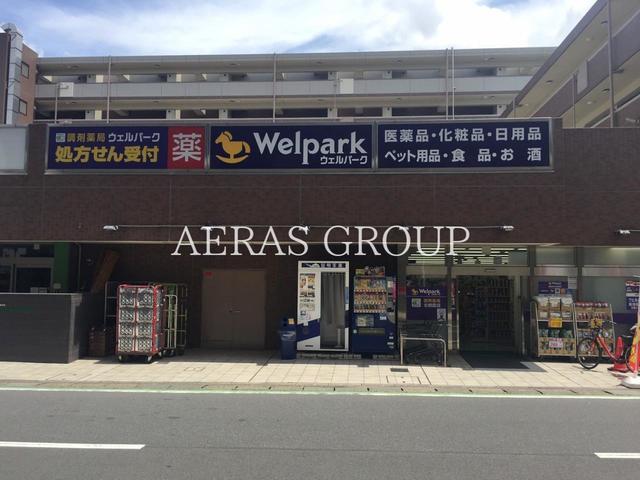 調剤薬局 ウェルパーク
処方せん受付
薬
Welpark
ウェルパーク
医薬品・化粧品・日用品
ペット用品・食品・お酒
AERAS GROUP
Welpark